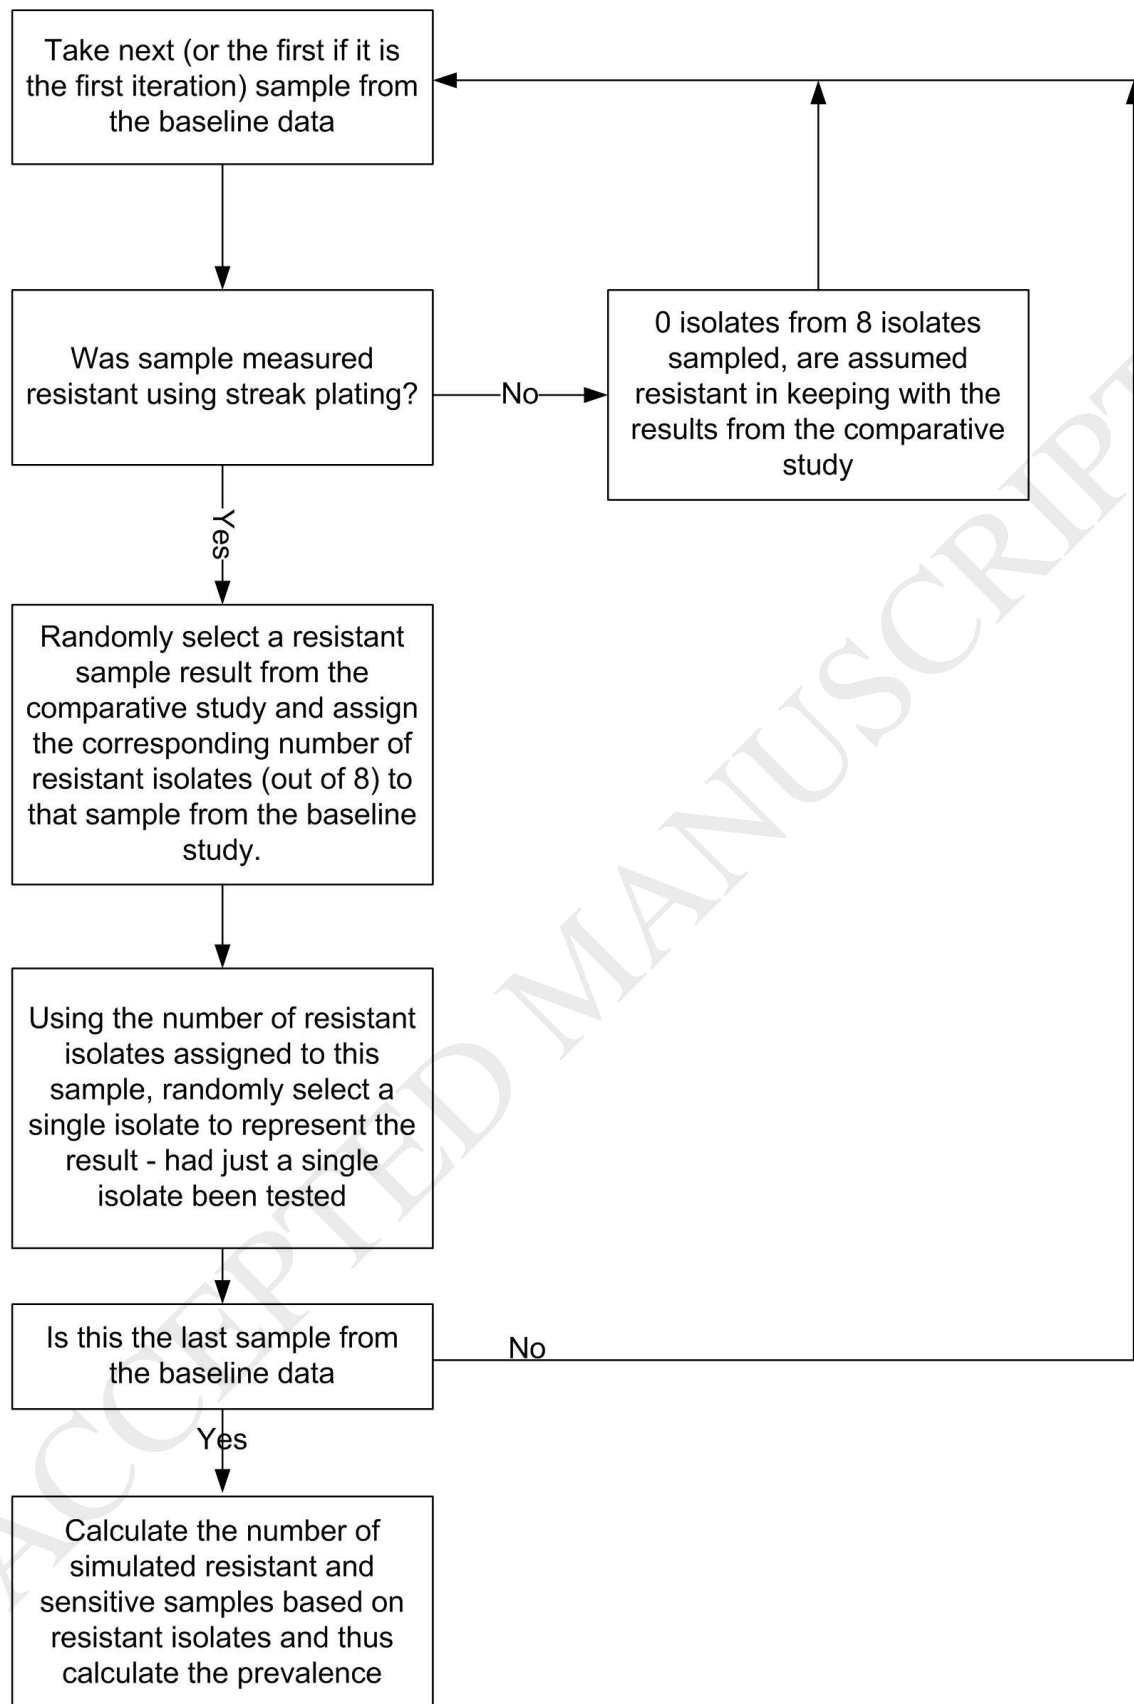 Take next (or the first if it is
the first iteration) sample from
the baseline data
Was sample measured
resistant using streak plating?
No
0 isolates from 8 isolates
sampled, are assumed
resistant in keeping with the
results from the comparative
study
Yes
Randomly select a resistant
sample result from the
comparative study and assign
the corresponding number of
resistant isolates (out of 8) to
that sample from the baseline
study.
Using the number of resistant
isolates assigned to this
sample, randomly select a
single isolate to represent the
result - had just a single
isolate been tested
Is this the last sample from
the baseline data
No
Yes
Calculate the number of
simulated resistant and
sensitive samples based on
resistant isolates and thus
calculate the prevalence
ACCEPTED MANUSCRIPT